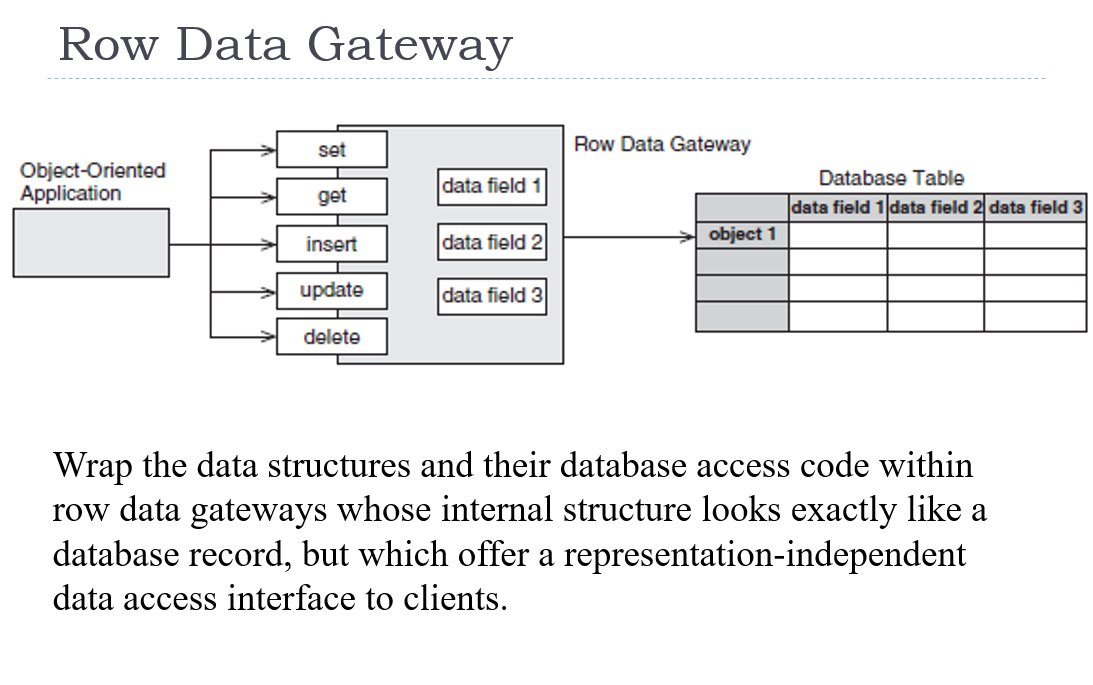 Row Data Gateway
Object-Oriented
Application
set
get
insert
update
delete
data field 1
data field 2
data field 3
Row Data Gateway
Database Table
data field 1 data field 2 data field 3
object 1
Wrap the data structures and their database access code within
row data gateways whose internal structure looks exactly like a
database record, but which offer a representation-independent
data access interface to clients.